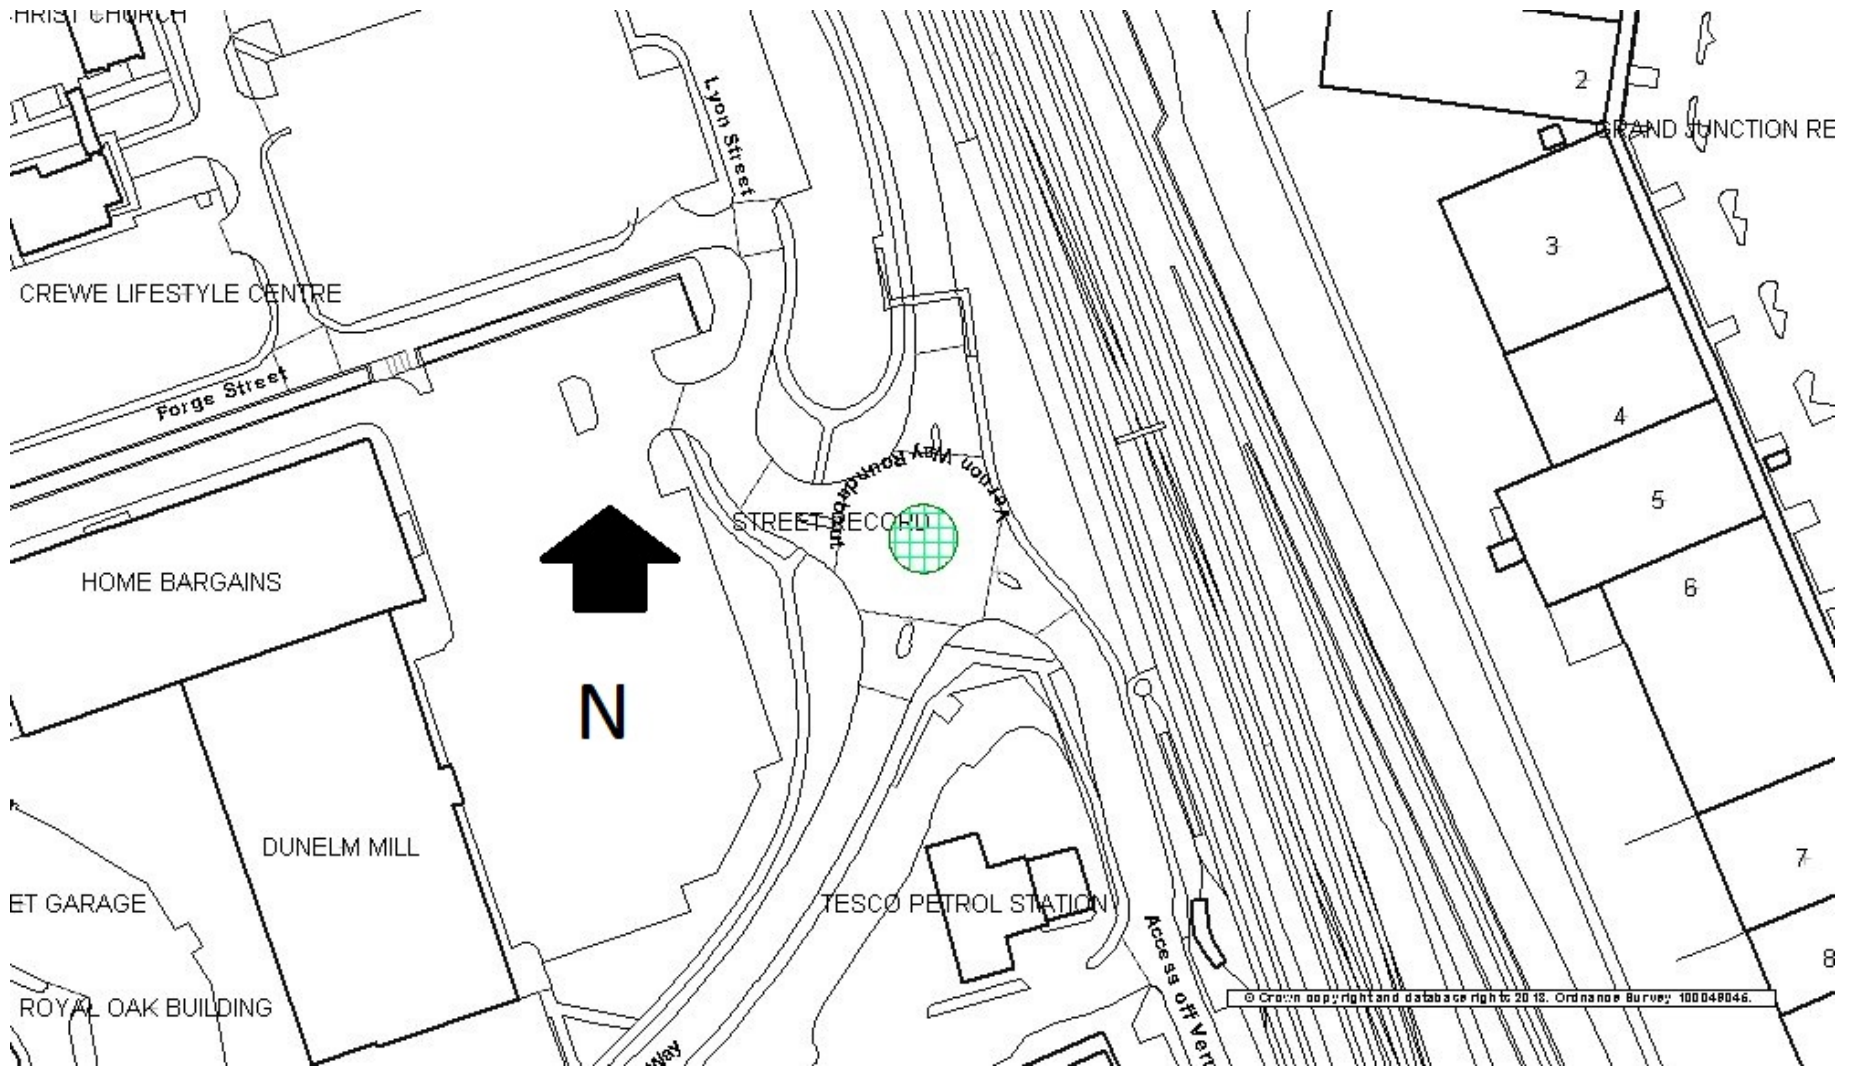 CHRIST CHURCH
Lyon Street
2
GRAND JUNCTION RE
3
CREWE LIFESTYLE CENTRE
Forge Street
4
Vernon Way Roundabout
5
STREET RECORD
HOME BARGAINS
6
N
DUNELM MILL
7
ET GARAGE
TESCO PETROL STATION
Access off Vern
8
© Crown copyright and database rights 2018. Ordnance Survey 100049045.
ROYAL OAK BUILDING
Way